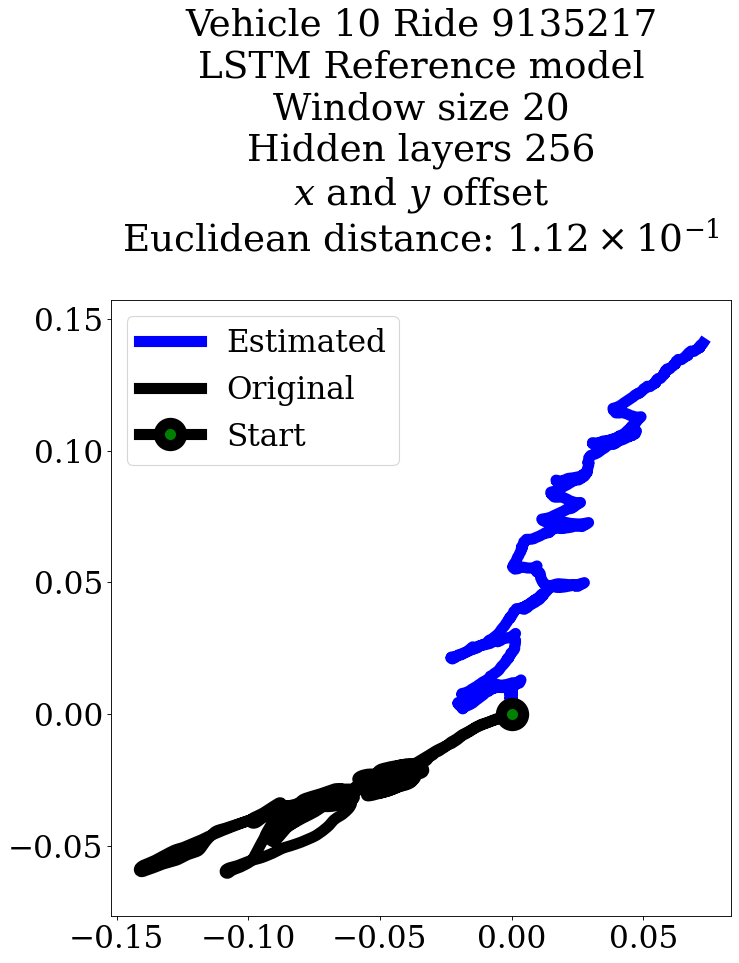 Vehicle 10 Ride 9135217
LSTM Reference model
Window size 20
Hidden layers 256
x and y offset
Euclidean distance: 1.12 × 10⁻¹
Estimated
Original
Start
0.15
0.10
0.05
0.00
−0.05
−0.15 −0.10 −0.05 0.00 0.05